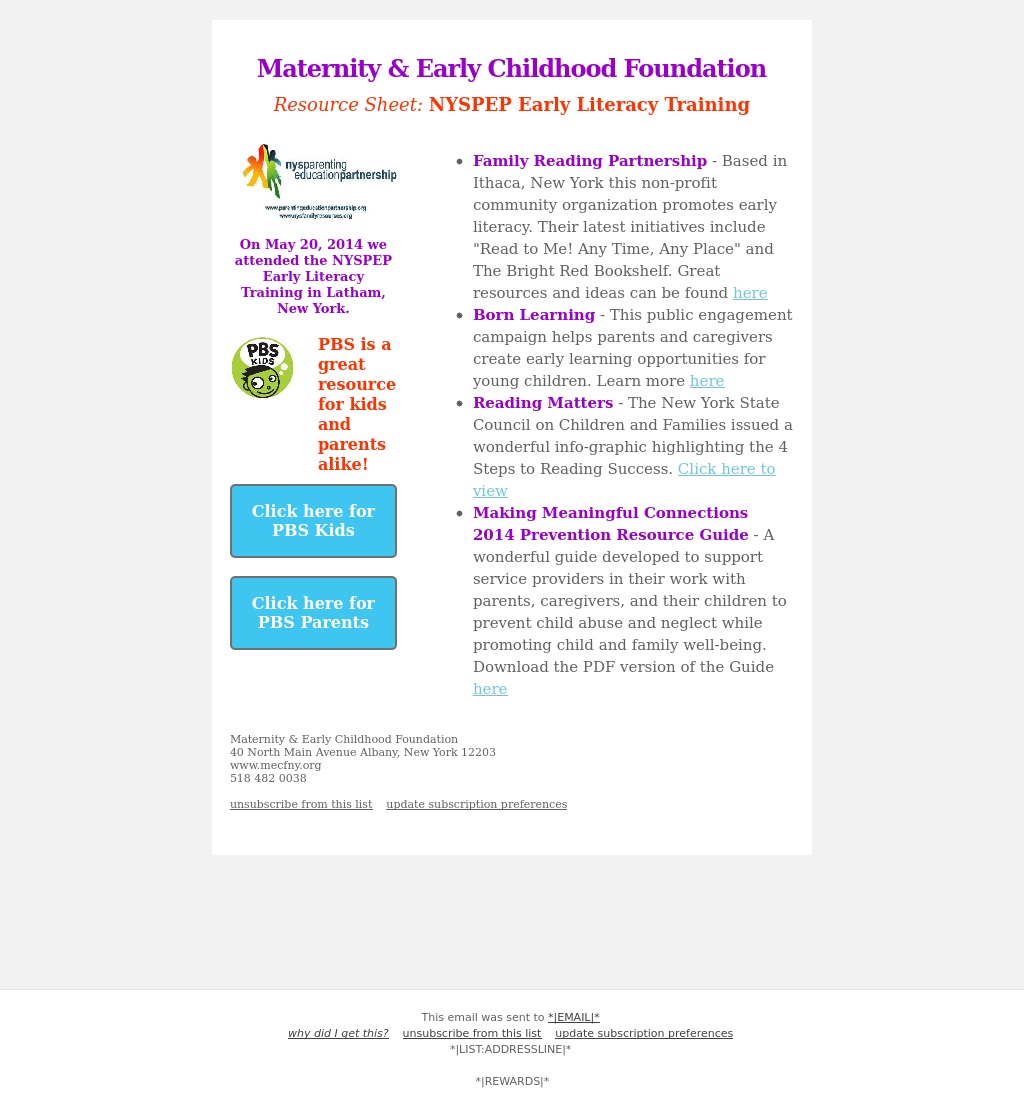 Maternity & Early Childhood Foundation
Resource Sheet: NYSPEP Early Literacy Training
nysparenting
educationpartnership
www.parentingeducationpartnership.org
www.nysfamilyresources.org
On May 20, 2014 we
attended the NYSPEP
Early Literacy
Training in Latham,
New York.
PBS
KIDS
PBS is a
great
resource
for kids
and
parents
alike!
Click here for
PBS Kids
Click here for
PBS Parents
• Family Reading Partnership - Based in
Ithaca, New York this non-profit
community organization promotes early
literacy. Their latest initiatives include
"Read to Me! Any Time, Any Place" and
The Bright Red Bookshelf. Great
resources and ideas can be found here
• Born Learning - This public engagement
campaign helps parents and caregivers
create early learning opportunities for
young children. Learn more here
• Reading Matters - The New York State
Council on Children and Families issued a
wonderful info-graphic highlighting the 4
Steps to Reading Success. Click here to
view
• Making Meaningful Connections
2014 Prevention Resource Guide - A
wonderful guide developed to support
service providers in their work with
parents, caregivers, and their children to
prevent child abuse and neglect while
promoting child and family well-being.
Download the PDF version of the Guide
here
Maternity & Early Childhood Foundation
40 North Main Avenue Albany, New York 12203
www.mecfny.org
518 482 0038
unsubscribe from this list update subscription preferences
This email was sent to *|EMAIL|*
why did I get this? unsubscribe from this list update subscription preferences
*|LIST:ADDRESSLINE|*
*|REWARDS|*